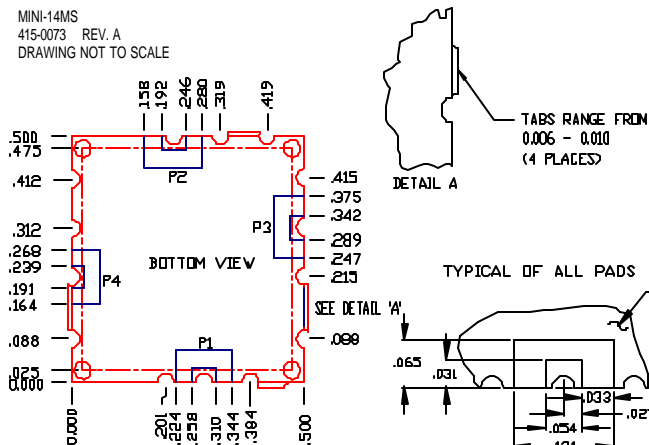 MINI-14MS
415-0073 REV. A
DRAWING NOT TO SCALE
.158
.192
.246
.280
.319
.419
TABS RANGE FROM
0.006 - 0.010
(4 PLACES)
DETAIL A
.500
.475
.412
.312
.268
.239
.191
.164
.088
.025
0.000
P2
P3
P4
P1
BOTTOM VIEW
.415
.375
.342
.289
.247
.215
SEE DETAIL 'A'
.088
0.000
.201
.224
.258
.310
.344
.384
.500
TYPICAL OF ALL PADS
.065
.031
.033
.054